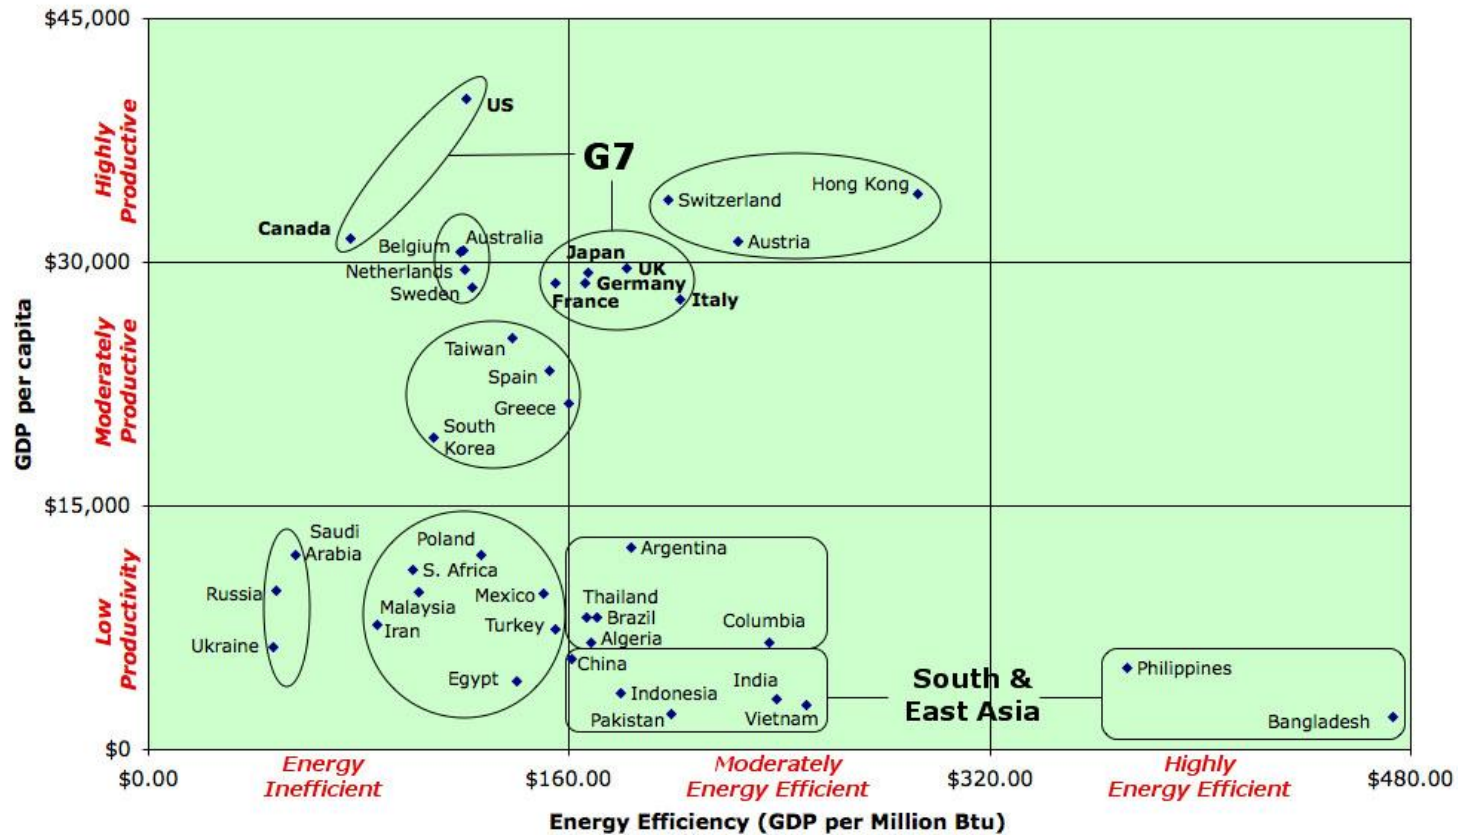 $45,000
US
Highly
Productive
G7
Hong Kong
Switzerland
Canada
Belgium
Australia
Austria
$30,000
Japan
UK
Netherlands
Germany
Sweden
France
Italy
GDP per capita
Moderately
Productive
Taiwan
Spain
Greece
South
Korea
$15,000
Saudi
Arabia
Poland
Argentina
S. Africa
Russia
Malaysia
Mexico
Thailand
Brazil
Low
Productivity
Iran
Turkey
Algeria
Columbia
Ukraine
China
Egypt
Indonesia
India
South &
East Asia
Philippines
Pakistan
Vietnam
Bangladesh
$0
$0.00
Energy
Inefficient
$160.00
Moderately
Energy Efficient
$320.00
Highly
Energy Efficient
$480.00
Energy Efficiency (GDP per Million Btu)